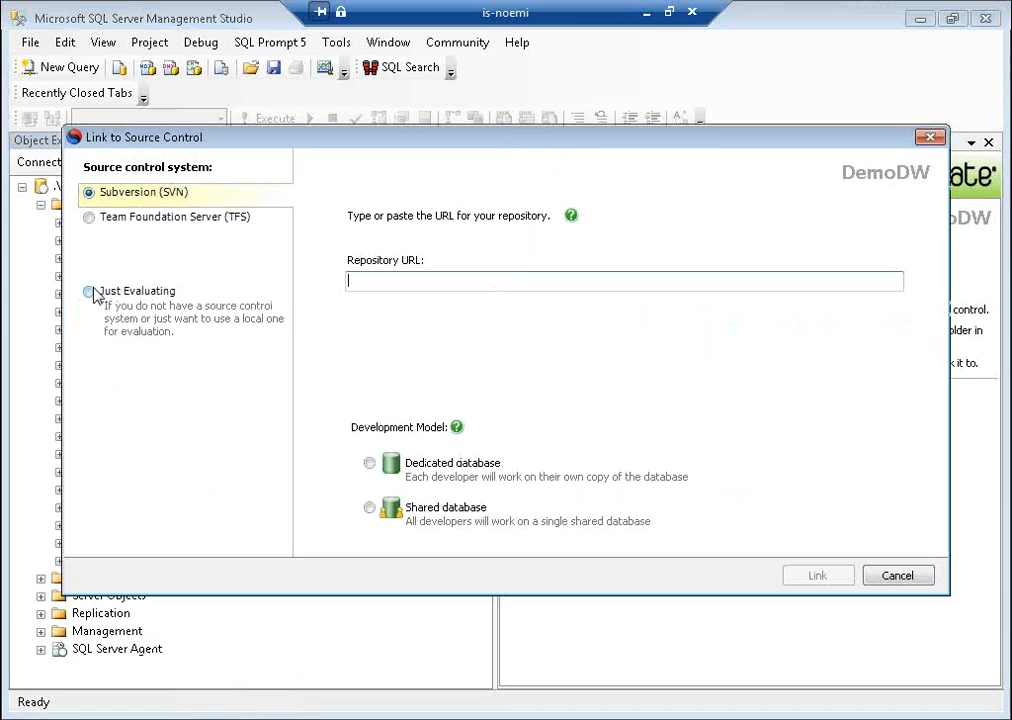 is-noemi
Microsoft SQL Server Management Studio
File Edit View Project Debug SQL Prompt 5 Tools Window Community Help
New Query SQL Search
Recently Closed Tabs
Execute
Object Ex
Link to Source Control
Connect
Source control system:
DemoDW
Subversion (SVN)
Team Foundation Server (TFS)
Type or paste the URL for your repository.
Repository URL:
Just Evaluating
If you do not have a source control
system or just want to use a local one
for evaluation.
ate
DW
control.
older in
k it to.
Development Model:
Dedicated database
Each developer will work on their own copy of the database
Shared database
All developers will work on a single shared database
Link Cancel
Server Objects
Replication
Management
SQL Server Agent
Ready